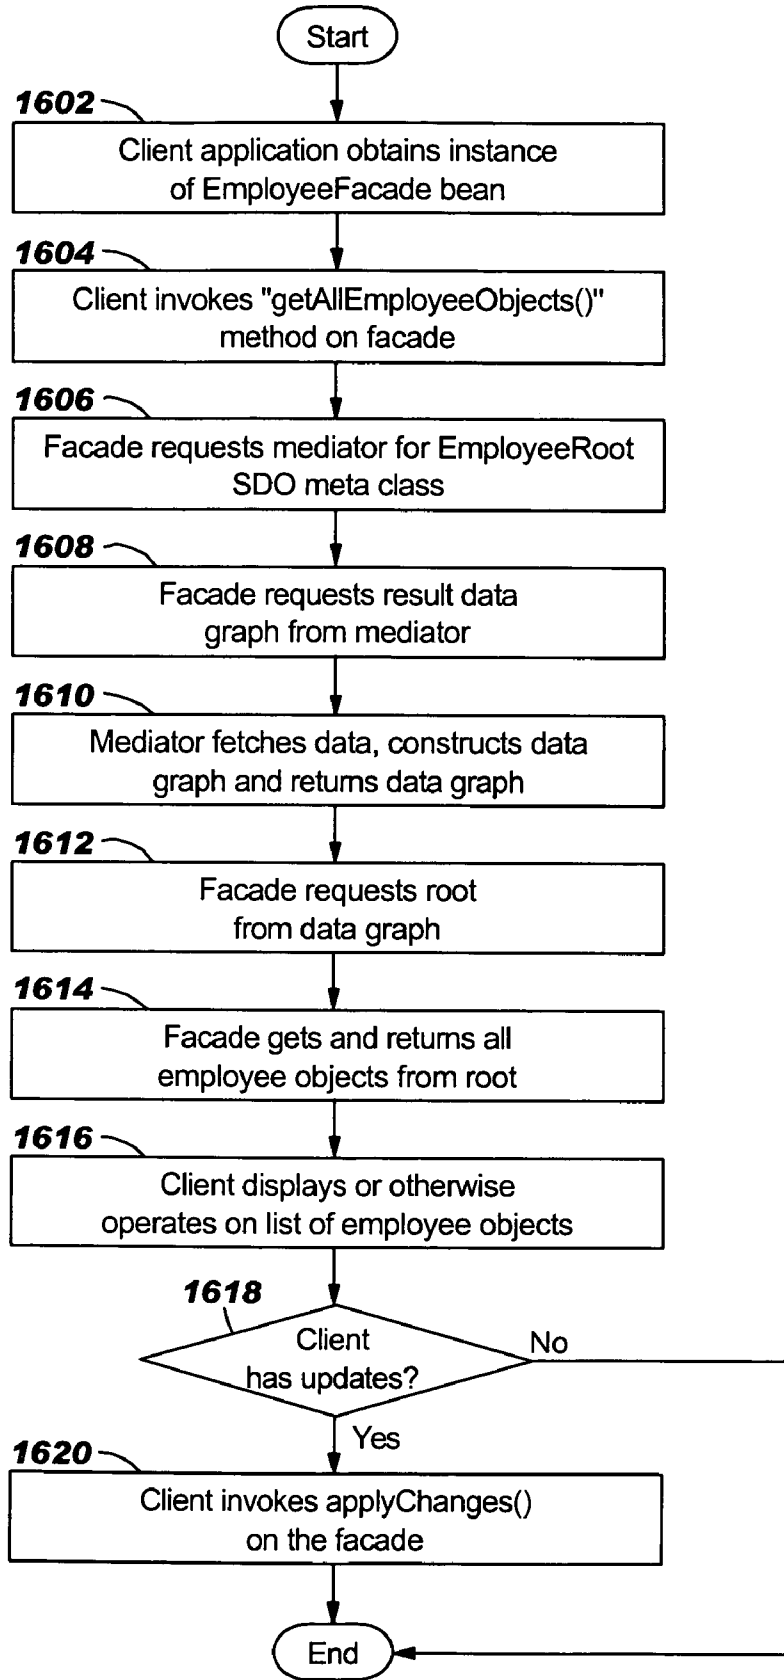 Start
1602
Client application obtains instance
of EmployeeFacade bean
1604
Client invokes "getAllEmployeeObjects()"
method on facade
1606
Facade requests mediator for EmployeeRoot
SDO meta class
1608
Facade requests result data
graph from mediator
1610
Mediator fetches data, constructs data
graph and returns data graph
1612
Facade requests root
from data graph
1614
Facade gets and returns all
employee objects from root
1616
Client displays or otherwise
operates on list of employee objects
1618
Client
has updates?
No
Yes
1620
Client invokes applyChanges()
on the facade
End